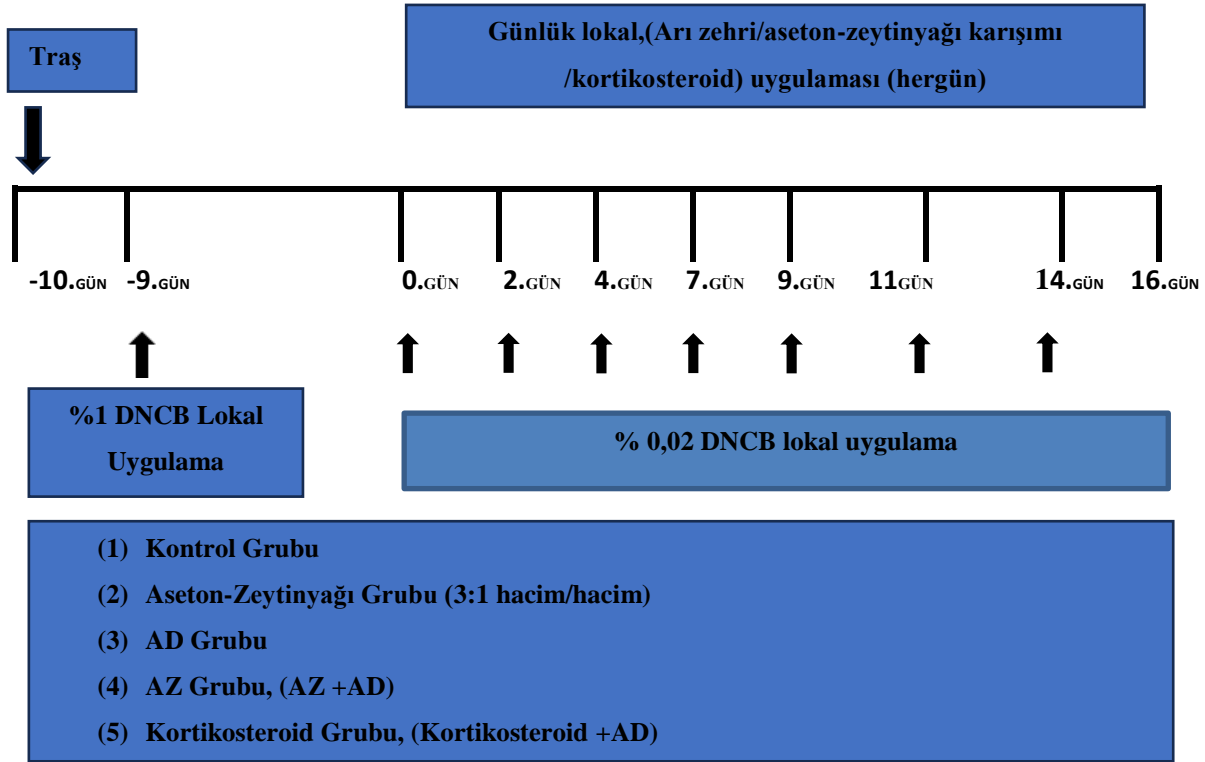 Traş
Günlük lokal,(Arı zehri/aseton-zeytinyağı karışımı
/kortikosteroid) uygulaması (hergün)
-10.GÜN -9.GÜN 0.GÜN 2.GÜN 4.GÜN 7.GÜN 9.GÜN 11GÜN 14.GÜN 16.GÜN
%1 DNCB Lokal
Uygulama
% 0,02 DNCB lokal uygulama
(1) Kontrol Grubu
(2) Aseton-Zeytinyağı Grubu (3:1 hacim/hacim)
(3) AD Grubu
(4) AZ Grubu, (AZ +AD)
(5) Kortikosteroid Grubu, (Kortikosteroid +AD)